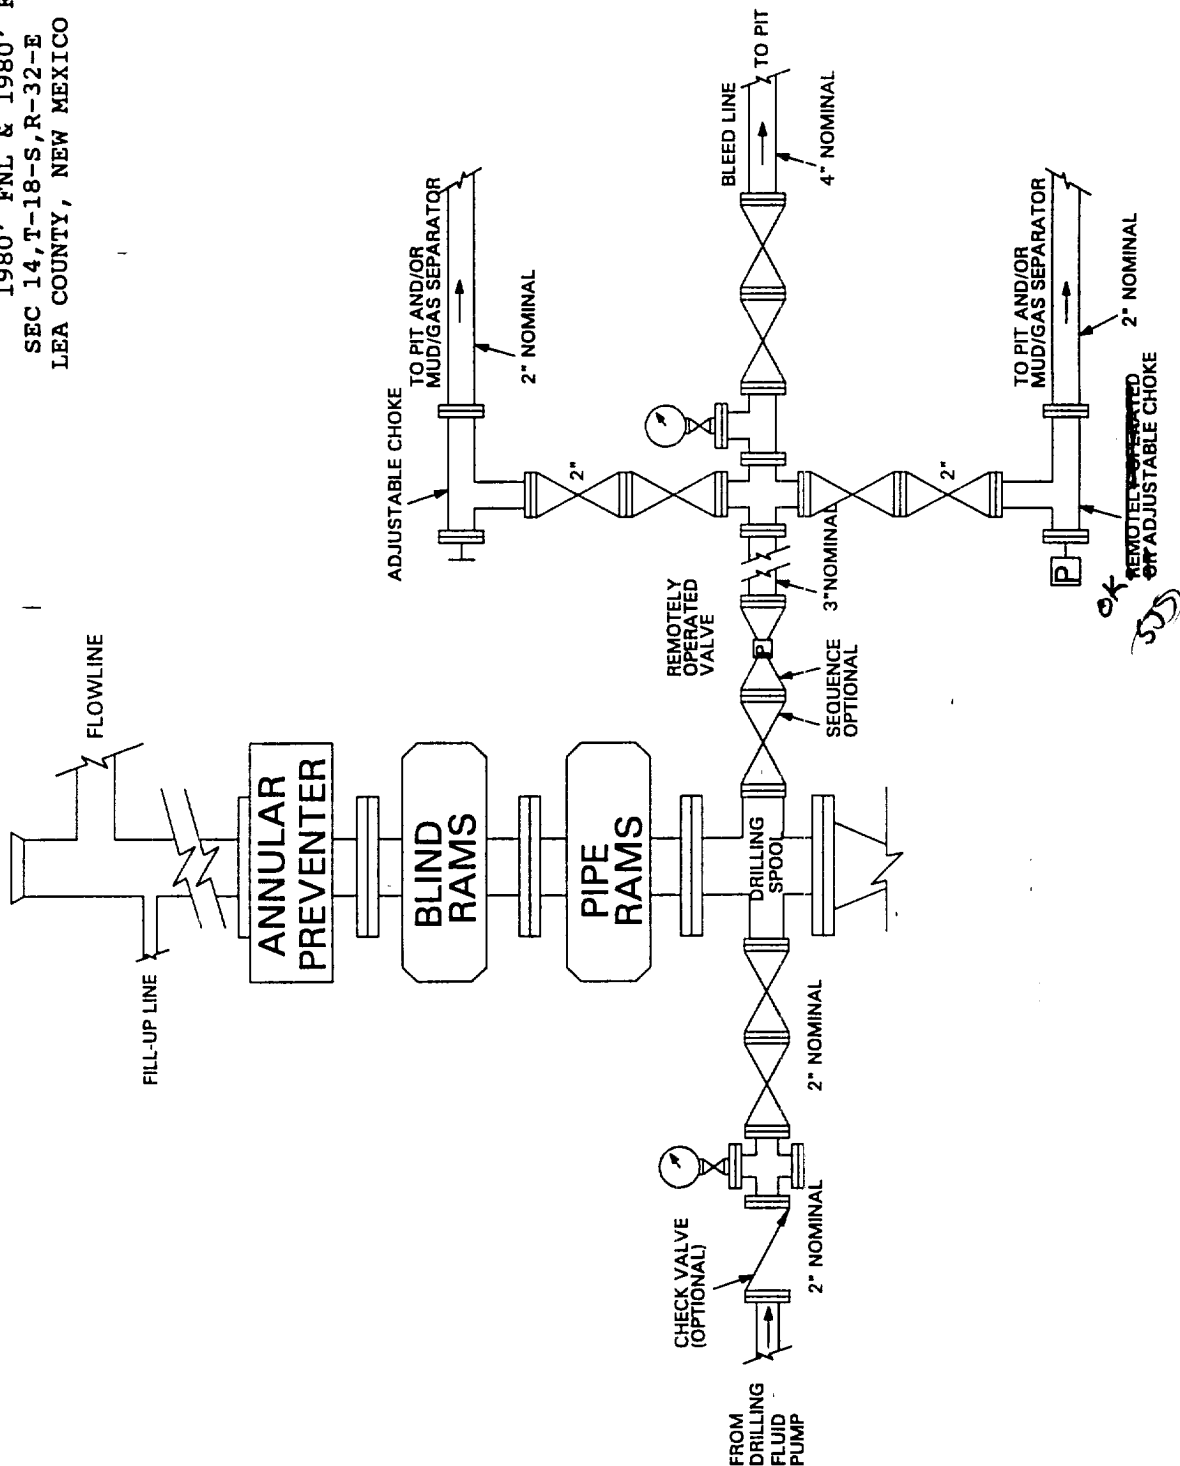 1980' FNL & 1980'
SEC 14, T-18-S, R-32-E
LEA COUNTY, NEW MEXICO
FLOWLINE
FILL-UP LINE
ANNULAR
PREVENTER
BLIND
RAMS
PIPE
RAMS
DRILLING
SPOOL
ADJUSTABLE CHOKE
TO PIT AND/OR
MUD/GAS SEPARATOR
2" NOMINAL
2"
BLEED LINE
TO PIT
4" NOMINAL
REMOTELY
OPERATED
VALVE
P
SEQUENCE
OPTIONAL
3" NOMINAL
2"
TO PIT AND/OR
MUD/GAS SEPARATOR
2" NOMINAL
P
REMOTELY OPERATED
OR ADJUSTABLE CHOKE
OK
CHECK VALVE
(OPTIONAL)
2" NOMINAL
2" NOMINAL
FROM
DRILLING
FLUID
PUMP